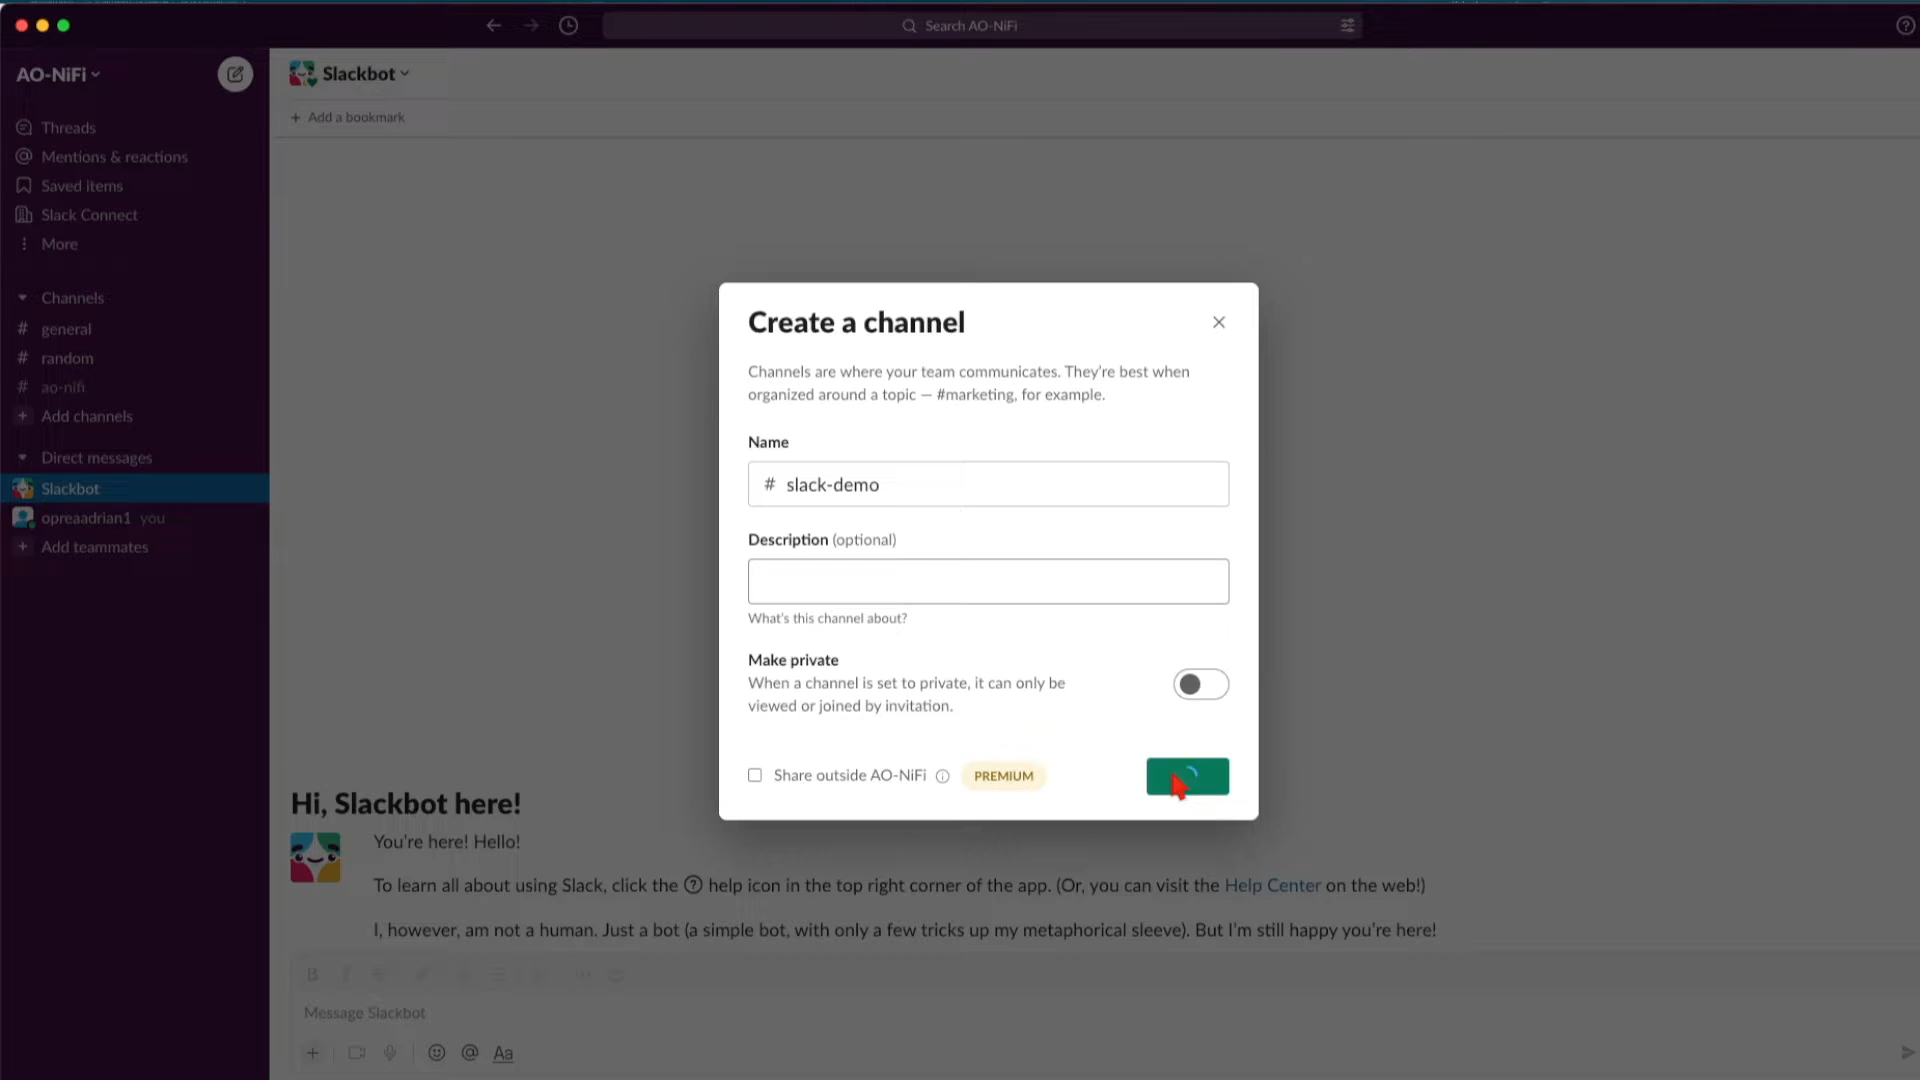 Search AO-NiFi
AO-NiFi
Slackbot
+ Add a bookmark
Threads
Mentions & reactions
Saved items
Slack Connect
More
Channels
# general
# random
# ao-nifi
+ Add channels
Direct messages
Slackbot
opreaadrian1 you
+ Add teammates
Create a channel
Channels are where your team communicates. They're best when
organized around a topic — #marketing, for example.
Name
# slack-demo
Description (optional)
What's this channel about?
Make private
When a channel is set to private, it can only be
viewed or joined by invitation.
Share outside AO-NiFi
PREMIUM
Hi, Slackbot here!
You're here! Hello!
To learn all about using Slack, click the ? help icon in the top right corner of the app. (Or, you can visit the Help Center on the web!)
I, however, am not a human. Just a bot (a simple bot, with only a few tricks up my metaphorical sleeve). But I'm still happy you're here!
B I S
Message Slackbot
+ @ Aa